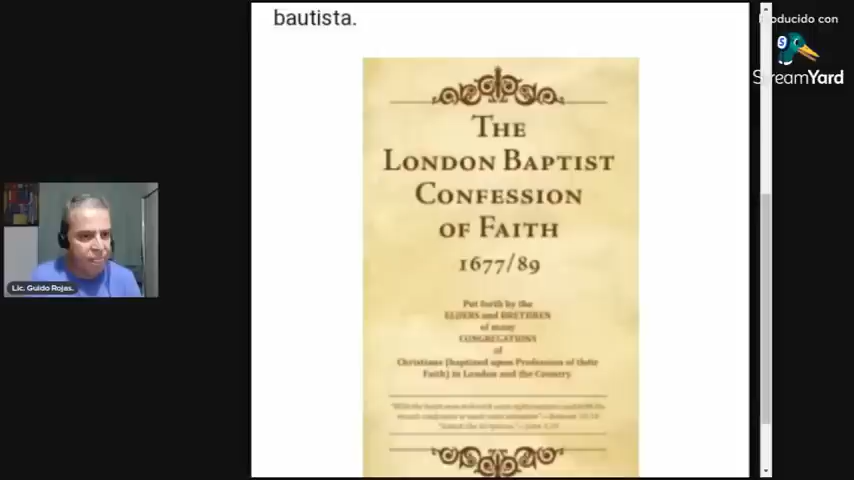 bautista.
Producido con
StreamYard
THE
LONDON BAPTIST
CONFESSION
OF FAITH
1677/89
Put forth by the
ELDERS and BRETHREN
of many
CONGREGATIONS
of
Christians (baptized upon Profession of their
Faith) in London and the Country
Lic. Guido Rojas.